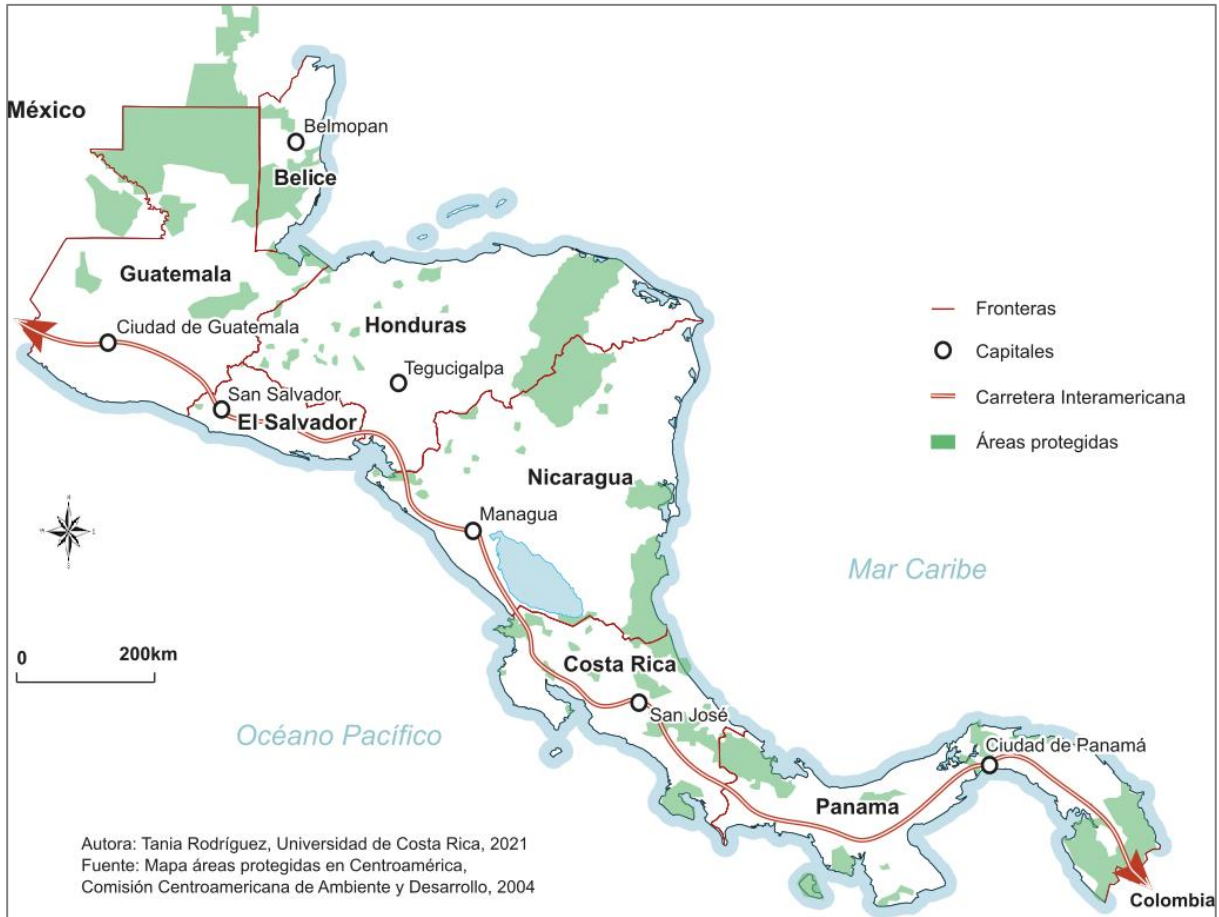 México
Belmopan
Belice
Guatemala
Ciudad de Guatemala
Honduras
Tegucigalpa
San Salvador
El Salvador
Nicaragua
Managua
Fronteras
Capitales
Carretera Interamericana
Áreas protegidas
Mar Caribe
0 200km
Costa Rica
San José
Océano Pacífico
Ciudad de Panamá
Panama
Colombia
Autora: Tania Rodríguez, Universidad de Costa Rica, 2021
Fuente: Mapa áreas protegidas en Centroamérica,
Comisión Centroamericana de Ambiente y Desarrollo, 2004